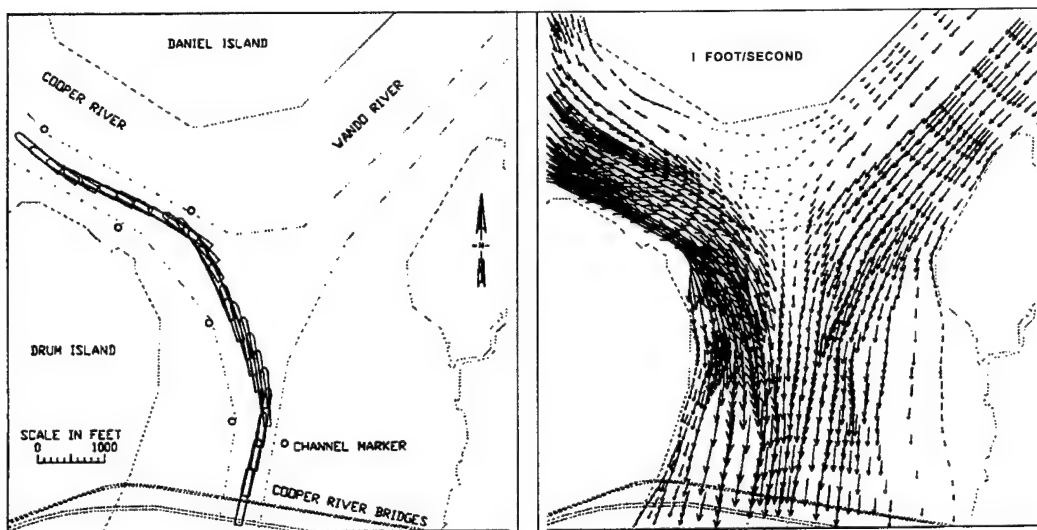 DANIEL ISLAND
COOPER RIVER
WANDO RIVER
N
DRUM ISLAND
SCALE IN FEET
0 1000
CHANNEL MARKER
COOPER RIVER BRIDGES
1 FOOT/SECOND